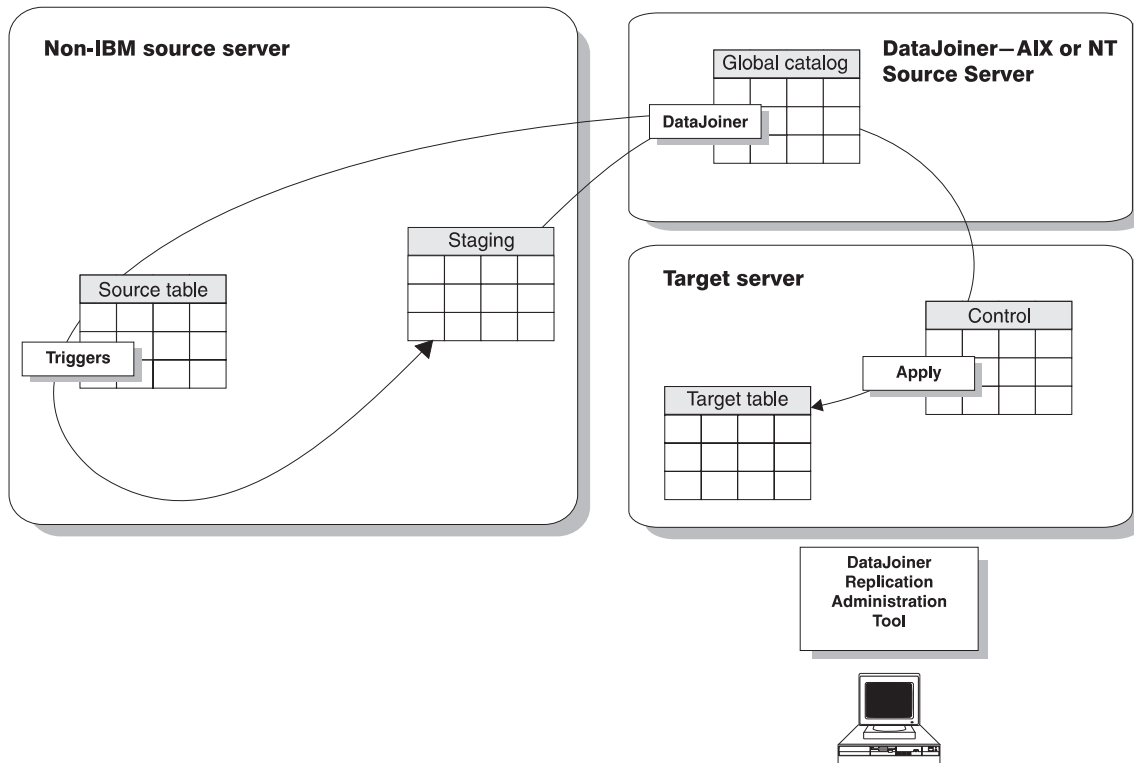 Non-IBM source server
Source table
Triggers
Staging
DataJoiner–AIX or NT
Source Server
Global catalog
DataJoiner
Target server
Control
Apply
Target table
DataJoiner
Replication
Administration
Tool